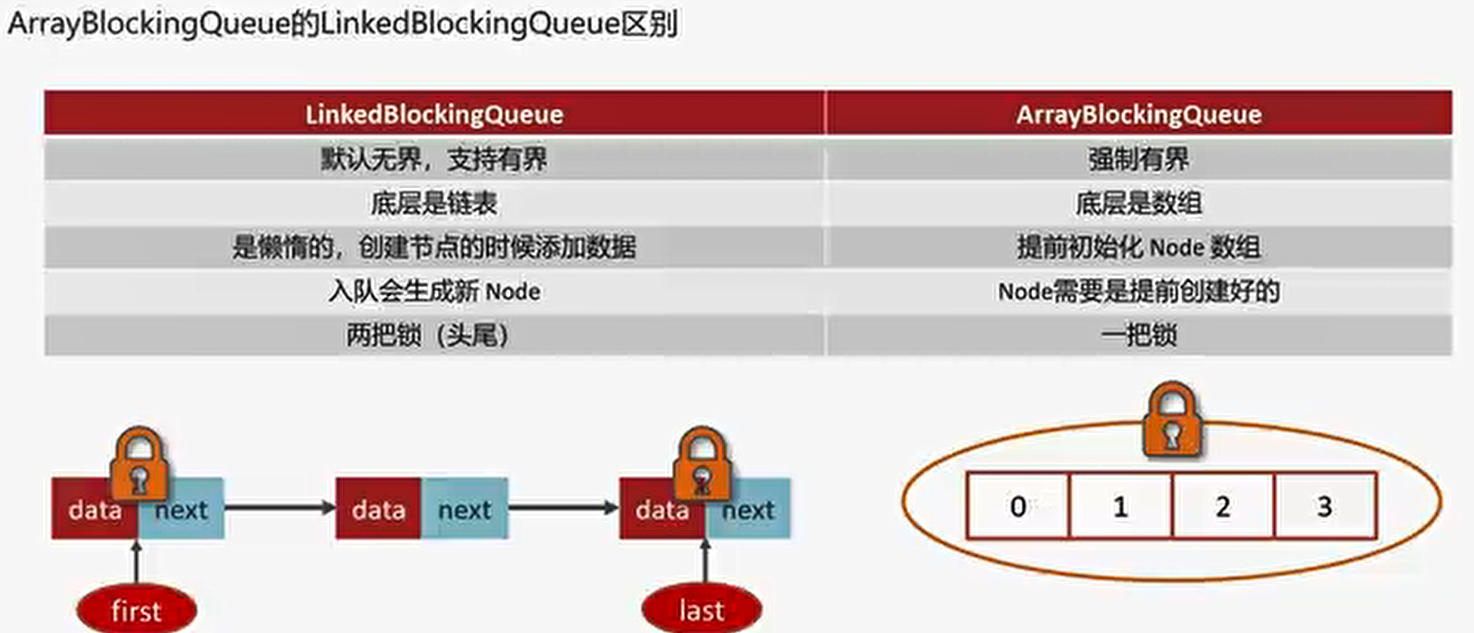 ArrayBlockingQueue的LinkedBlockingQueue区别
LinkedBlockingQueue ArrayBlockingQueue
默认无界，支持有界 强制有界
底层是链表 底层是数组
是懒惰的，创建节点的时候添加数据 提前初始化 Node 数组
入队会生成新 Node Node需要是提前创建好的
两把锁（头尾） 一把锁
data next data next data next 0 1 2 3
first last